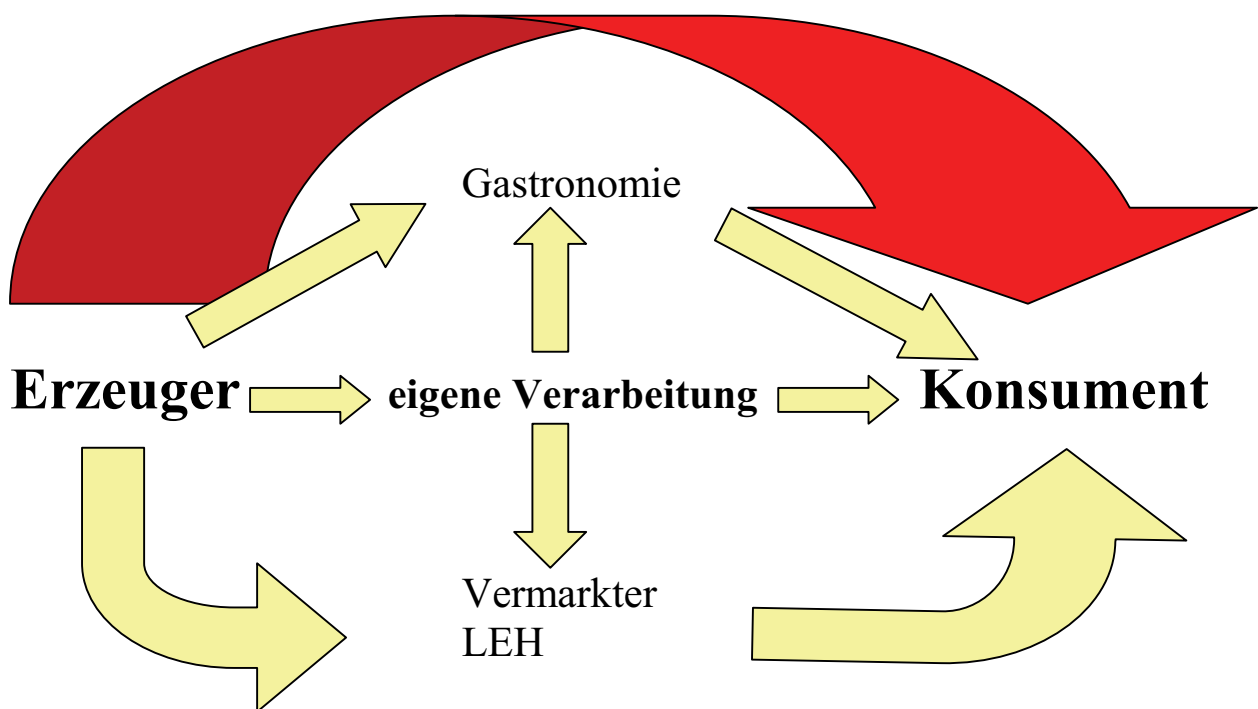 Gastronomie
Erzeuger
eigene Verarbeitung
Konsument
Vermarkter
LEH